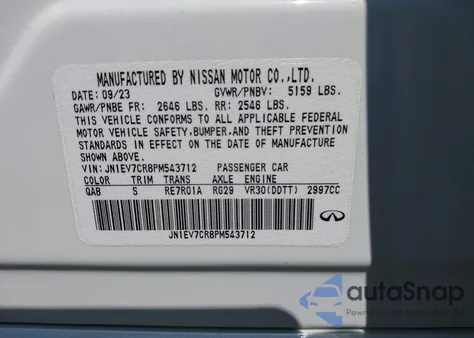 MANUFACTURED BY NISSAN MOTOR CO.,LTD.
DATE: 09/23 GVWR/PNBV: 5159 LBS.
GAWR/PNBE FR: 2646 LBS. RR: 2546 LBS.
THIS VEHICLE CONFORMS TO ALL APPLICABLE FEDERAL
MOTOR VEHICLE SAFETY,BUMPER,AND THEFT PREVENTION
STANDARDS IN EFFECT ON THE DATE OF MANUFACTURE
SHOWN ABOVE.
VIN: JN1EV7CR8PM543712 PASSENGER CAR
COLOR TRIM TRANS AXLE ENGINE
QAB S RE7R01A RG29 VR30(DDTT) 2997CC
JN1EV7CR8PM543712
autoSnap